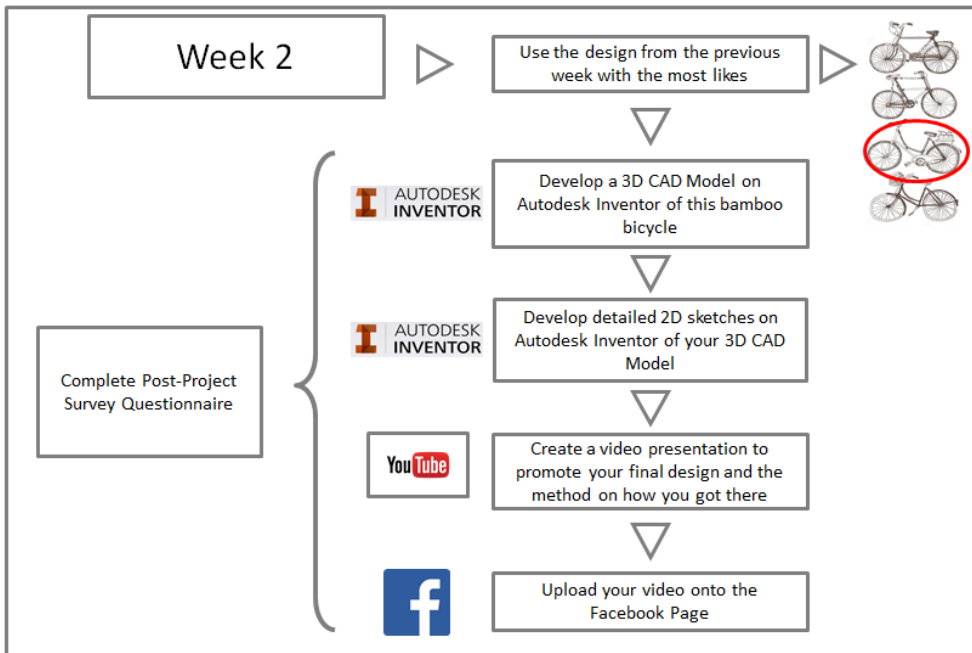 Week 2
Use the design from the previous
week with the most likes
AUTODESK
INVENTOR
Develop a 3D CAD Model on
Autodesk Inventor of this bamboo
bicycle
AUTODESK
INVENTOR
Develop detailed 2D sketches on
Autodesk Inventor of your 3D CAD
Model
Complete Post-Project
Survey Questionnaire
YouTube
Create a video presentation to
promote your final design and the
method on how you got there
f
Upload your video onto the
Facebook Page